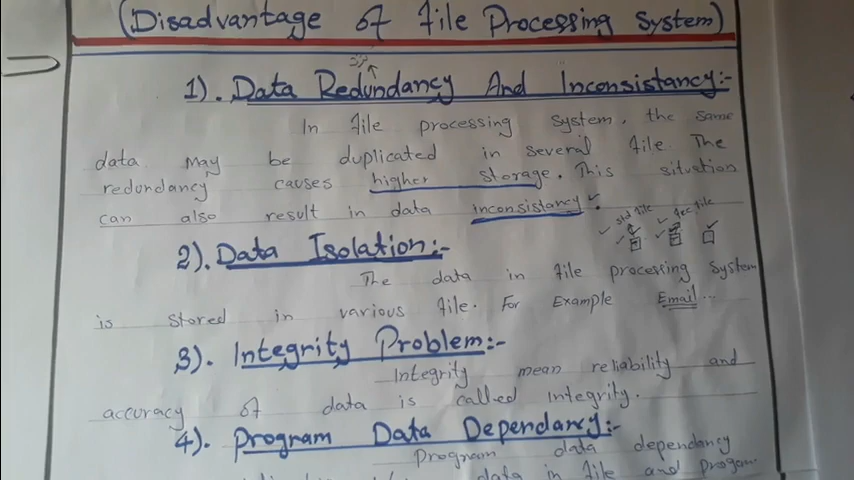 (Disadvantage of File Processing System)
1). Data Redundancy And Inconsistancy:-
In file processing system, the same
data may be duplicated in several file. The
redundancy causes higher storage. This situation
can also result in data inconsistancy.
std file fec file
2). Data Isolation:-
The data in file processing System
is stored in various file. For Example Email...
3). Integrity Problem:-
Integrity mean reliability and
accuracy of data is called integrity.
4). Program Data Dependancy:-
Program data dependancy
data in file and progam